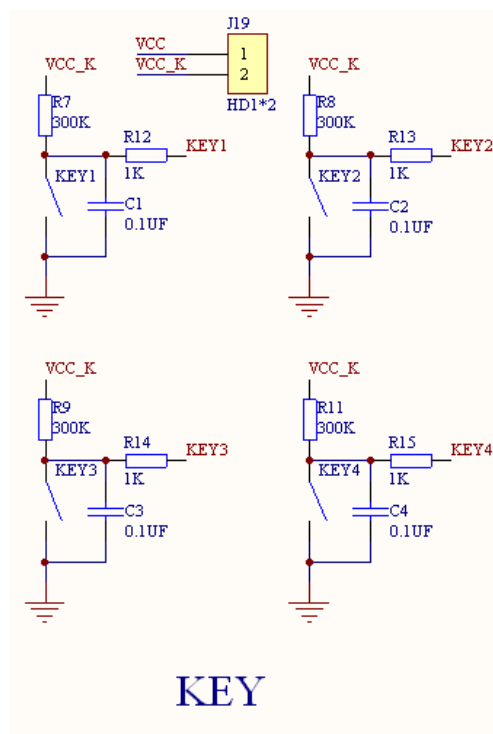 J19
VCC
1
VCC_K
2
HD1*2
VCC_K
VCC_K
R7
300K
R8
300K
R12
KEY1
R13
KEY2
KEY1
1K
KEY2
1K
C1
0.1UF
C2
0.1UF
VCC_K
VCC_K
R9
300K
R11
300K
R14
KEY3
R15
KEY4
KEY3
1K
KEY4
1K
C3
0.1UF
C4
0.1UF
KEY